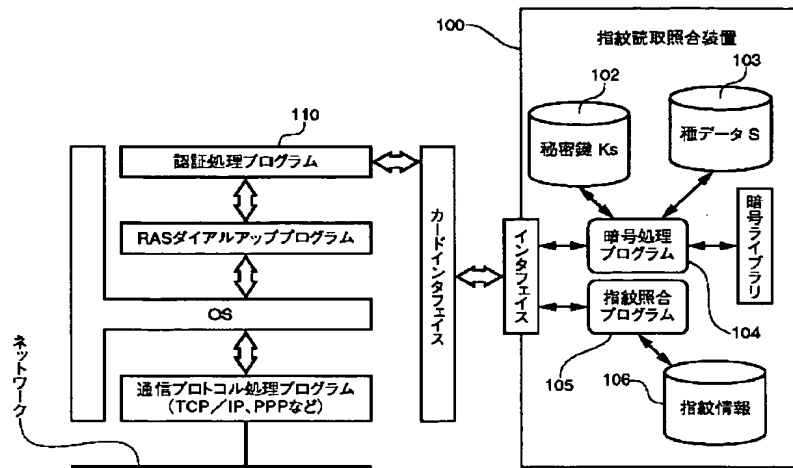 100
指紋読取照合装置
102
103
秘密鍵 Ks
種データ S
110
認証処理プログラム
RASダイアルアッププログラム
OS
通信プロトコル処理プログラム
(TCP／IP、PPPなど)
ネットワーク
カードインタフェイス
インタフェイス
暗号処理
プログラム
暗号ライブラリ
104
指紋照合
プログラム
105
106
指紋情報